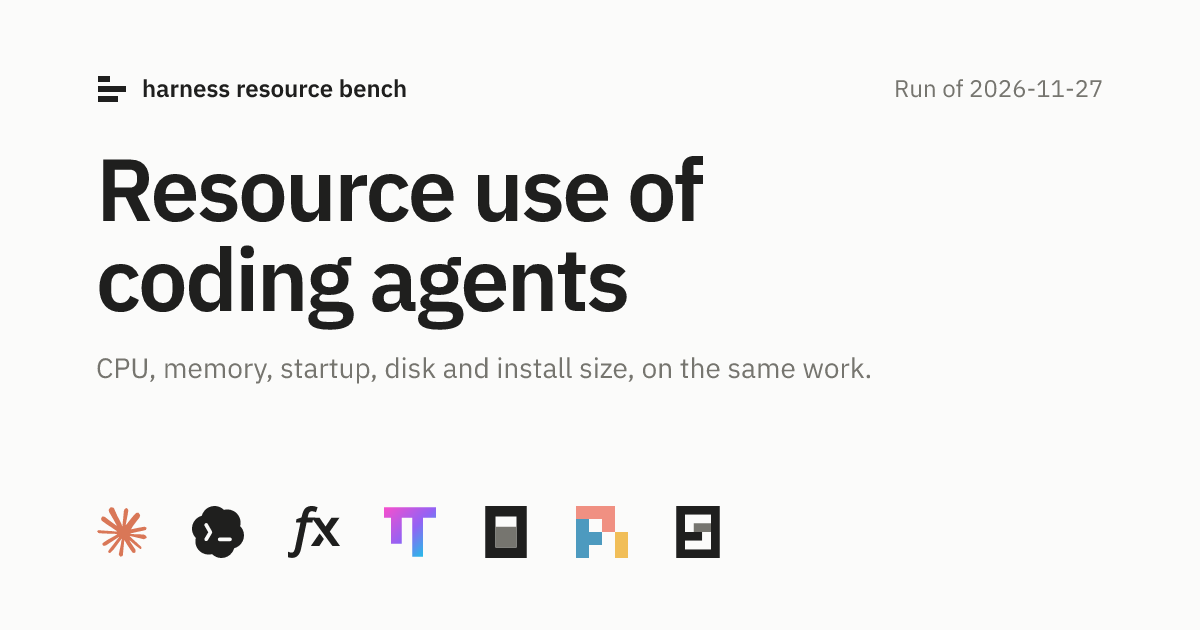 harness resource bench
Run of 2026-11-27
Resource use of
coding agents
CPU, memory, startup, disk and install size, on the same work.
fx